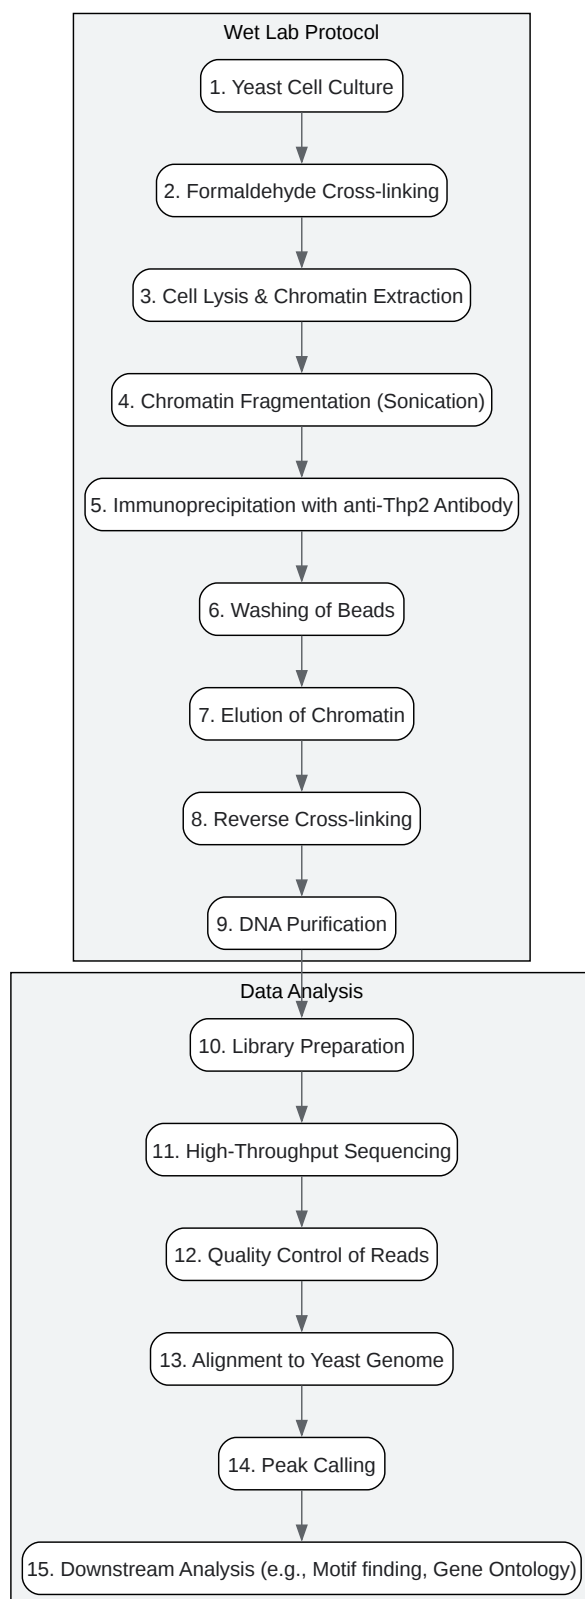 Wet Lab Protocol
1. Yeast Cell Culture
2. Formaldehyde Cross-linking
3. Cell Lysis & Chromatin Extraction
4. Chromatin Fragmentation (Sonication)
5. Immunoprecipitation with anti-Thp2 Antibody
6. Washing of Beads
7. Elution of Chromatin
8. Reverse Cross-linking
9. DNA Purification
Data Analysis
10. Library Preparation
11. High-Throughput Sequencing
12. Quality Control of Reads
13. Alignment to Yeast Genome
14. Peak Calling
15. Downstream Analysis (e.g., Motif finding, Gene Ontology)